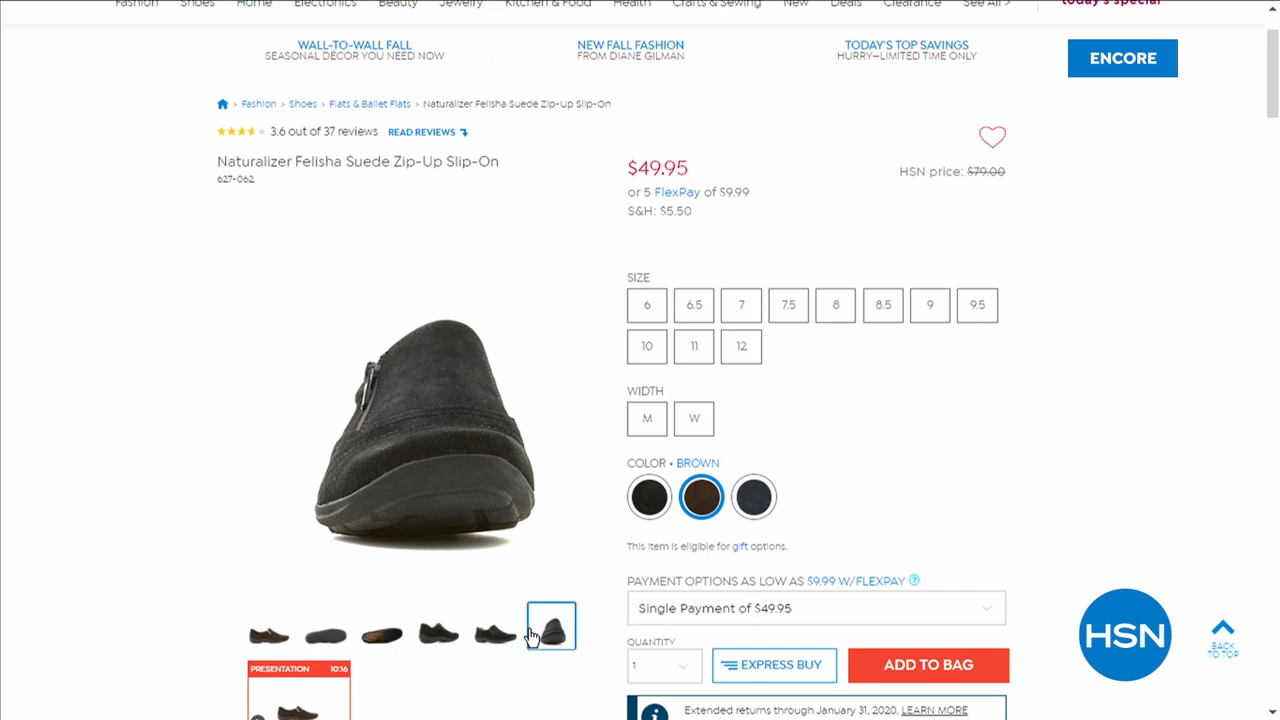 Fashion Shoes Home Electronics Beauty Jewelry Kitchen & Food Health Crafts & Sewing New Deals Clearance See All > today's special
WALL-TO-WALL FALL
SEASONAL DÉCOR YOU NEED NOW
NEW FALL FASHION
FROM DIANE GILMAN
TODAY'S TOP SAVINGS
HURRY—LIMITED TIME ONLY
ENCORE
> Fashion > Shoes > Flats & Ballet Flats > Naturalizer Felisha Suede Zip-Up Slip-On
3.6 out of 37 reviews READ REVIEWS
Naturalizer Felisha Suede Zip-Up Slip-On
627-062
$49.95
HSN price: $79.00
or 5 FlexPay of $9.99
S&H: $5.50
SIZE
6 6.5 7 7.5 8 8.5 9 9.5
10 11 12
WIDTH
M W
COLOR • BROWN
This item is eligible for gift options.
PAYMENT OPTIONS AS LOW AS $9.99 W/FLEXPAY ?
Single Payment of $49.95
QUANTITY
1
EXPRESS BUY
ADD TO BAG
HSN
BACK
TO TOP
PRESENTATION 10:16
Extended returns through January 31, 2020. LEARN MORE